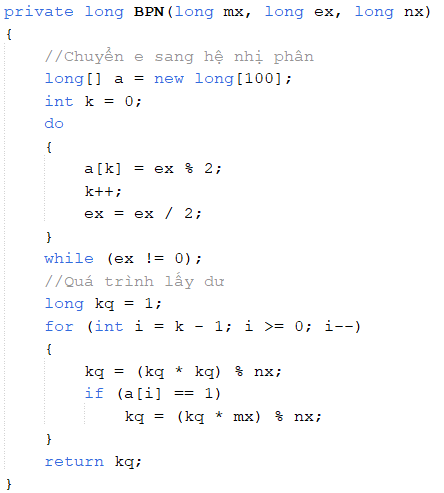 private long BPN(long mx, long ex, long nx)
{
    //Chuyển e sang hệ nhị phân
    long[] a = new long[100];
    int k = 0;
    do
    {
        a[k] = ex % 2;
        k++;
        ex = ex / 2;
    }
    while (ex != 0);
    //Quá trình lấy dư
    long kq = 1;
    for (int i = k - 1; i >= 0; i--)
    {
        kq = (kq * kq) % nx;
        if (a[i] == 1)
            kq = (kq * mx) % nx;
    }
    return kq;
}